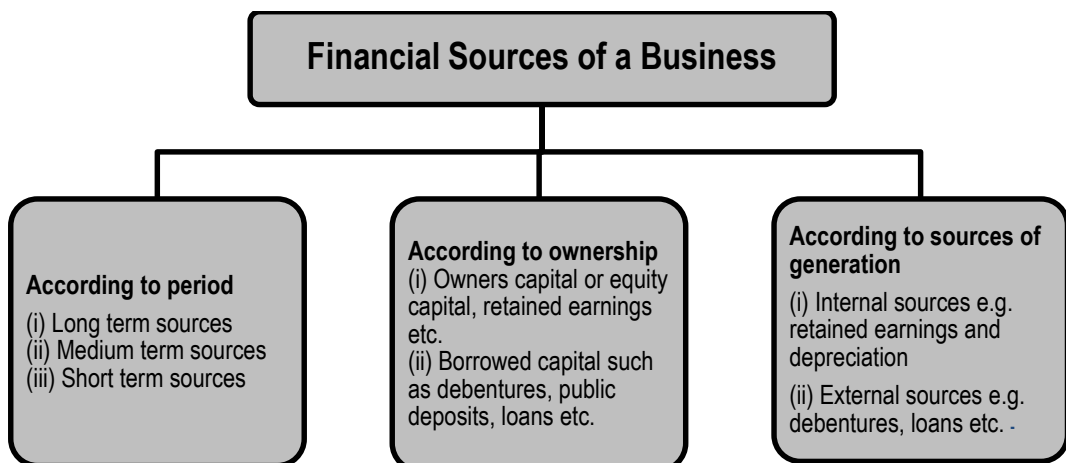 Financial Sources of a Business
According to period
(i) Long term sources
(ii) Medium term sources
(iii) Short term sources
According to ownership
(i) Owners capital or equity
capital, retained earnings
etc.
(ii) Borrowed capital such
as debentures, public
deposits, loans etc.
According to sources of
generation
(i) Internal sources e.g.
retained earnings and
depreciation
(ii) External sources e.g.
debentures, loans etc. -